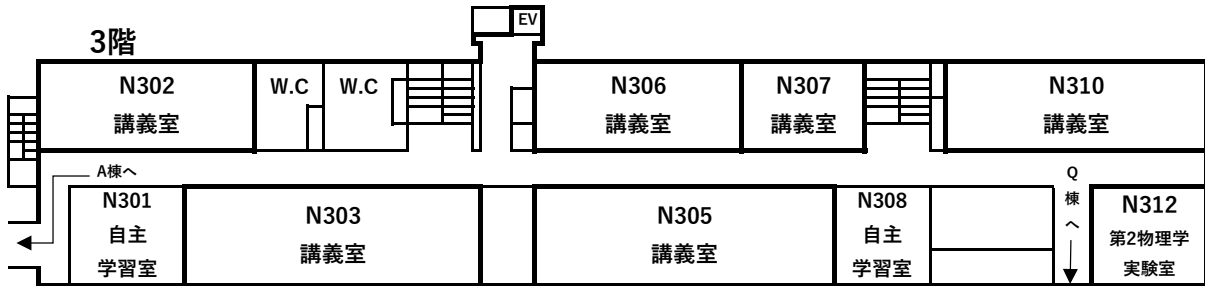 EV
3階
N302
講義室
W.C
W.C
N306
講義室
N307
講義室
N310
講義室
A棟へ
N301
自主
学習室
N303
講義室
N305
講義室
N308
自主
学習室
Q
棟
へ
N312
第2物理学
実験室